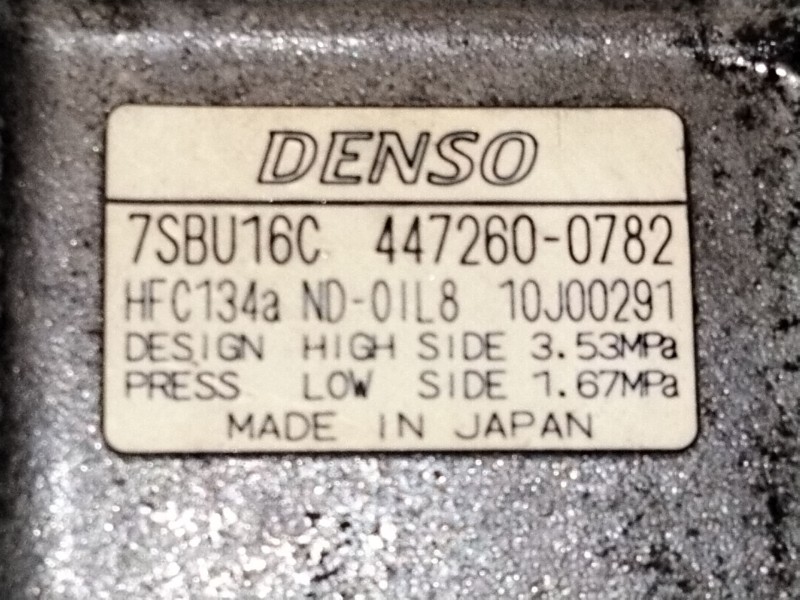 DENSO
7SBU16C 447260-0782
HFC134a ND-OIL8 10J00291
DESIGN HIGH SIDE 3.53MPa
PRESS LOW SIDE 1.67MPa
MADE IN JAPAN